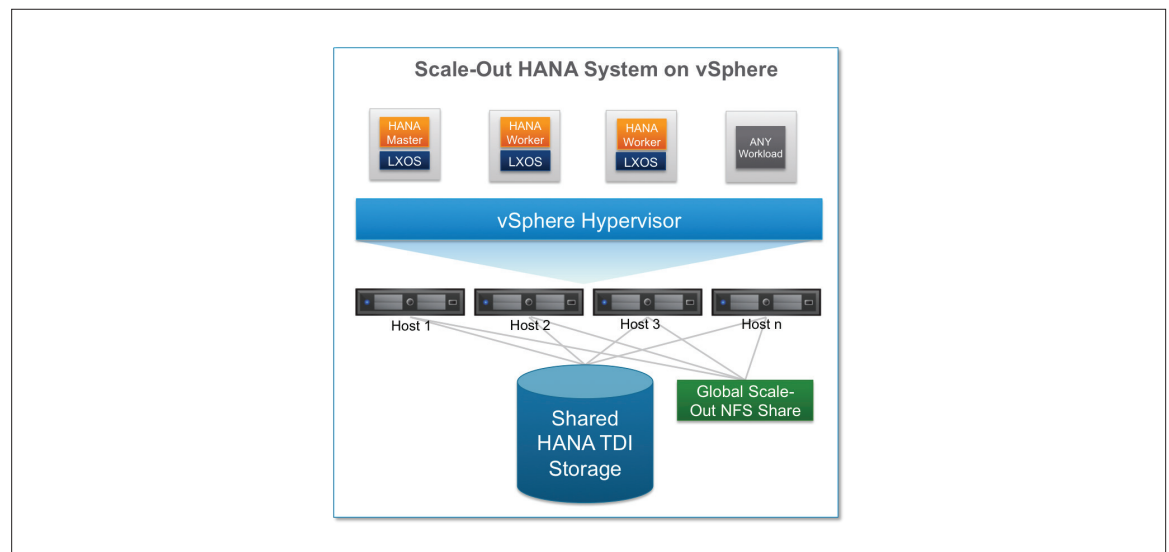 Scale-Out HANA System on vSphere
HANA
Master
LXOS
HANA
Worker
LXOS
HANA
Worker
LXOS
ANY
Workload
vSphere Hypervisor
Host 1
Host 2
Host 3
Host n
Shared
HANA TDI
Storage
Global Scale-
Out NFS Share